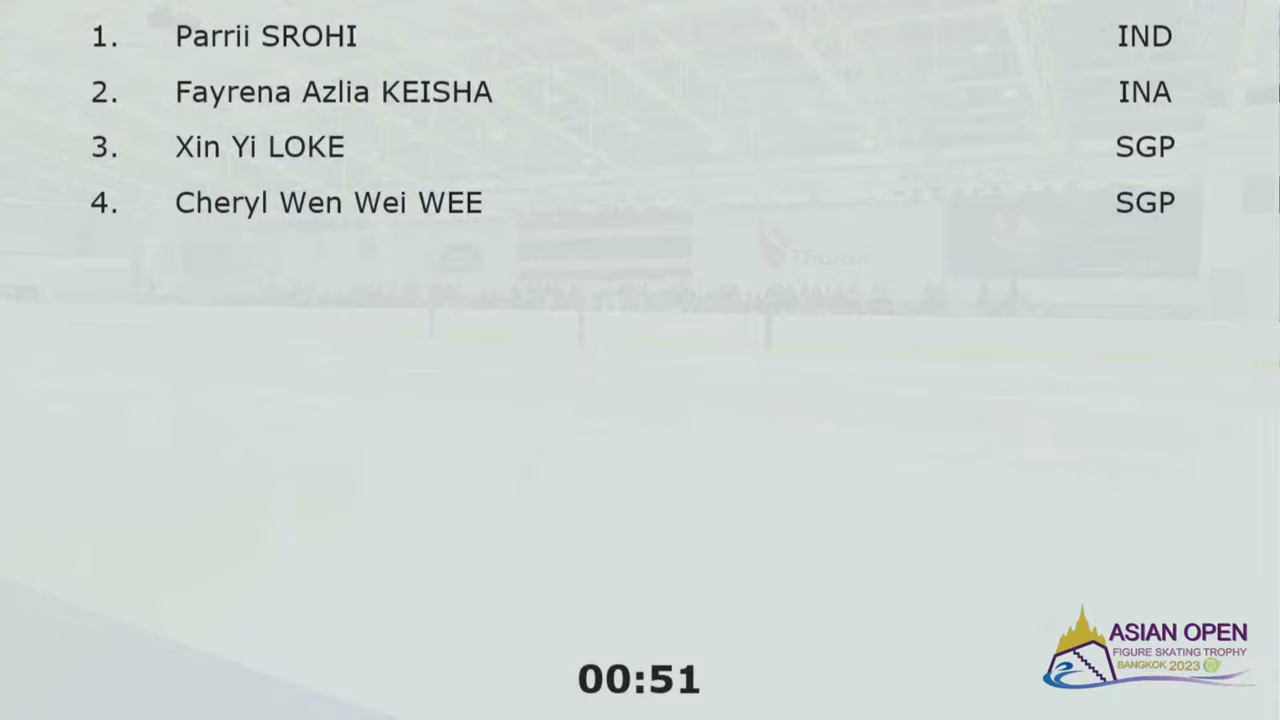 1. Parrii SROHI IND
2. Fayrena Azlia KEISHA INA
3. Xin Yi LOKE SGP
4. Cheryl Wen Wei WEE SGP
ASIAN OPEN
FIGURE SKATING TROPHY
BANGKOK 2023
00:51